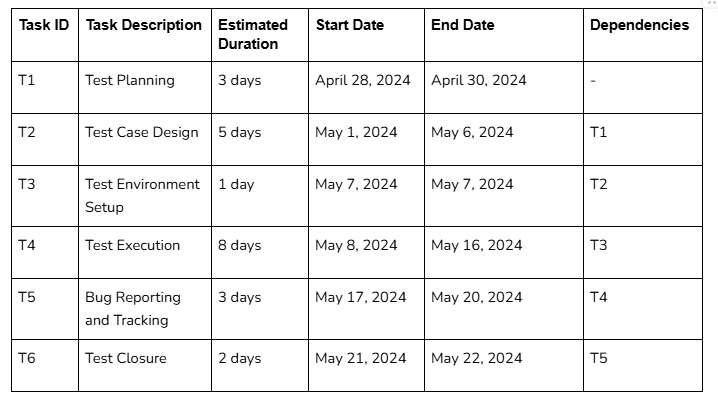 Task ID Task Description Estimated Duration Start Date End Date Dependencies
T1 Test Planning 3 days April 28, 2024 April 30, 2024 -
T2 Test Case Design 5 days May 1, 2024 May 6, 2024 T1
T3 Test Environment Setup 1 day May 7, 2024 May 7, 2024 T2
T4 Test Execution 8 days May 8, 2024 May 16, 2024 T3
T5 Bug Reporting and Tracking 3 days May 17, 2024 May 20, 2024 T4
T6 Test Closure 2 days May 21, 2024 May 22, 2024 T5